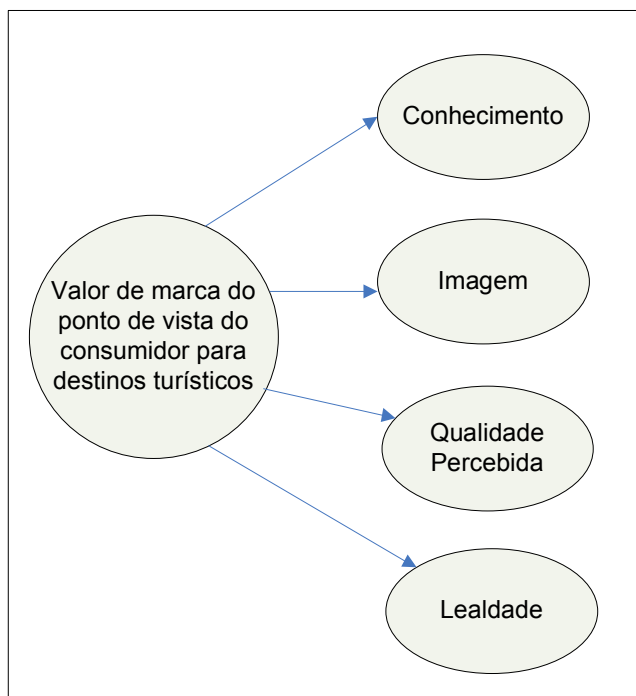 Conhecimento
Valor de marca do
ponto de vista do
consumidor para
destinos turísticos
Imagem
Qualidade
Percebida
Lealdade